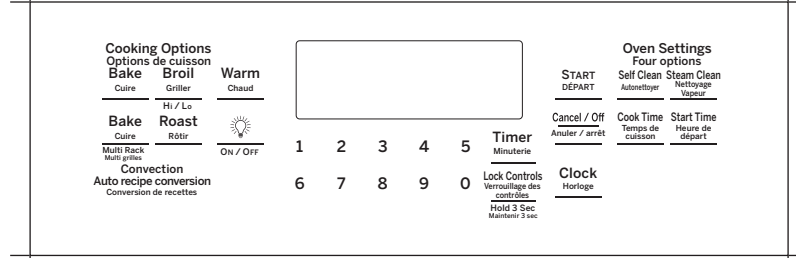 Cooking Options
Options de cuisson
Bake
Cuire
Broil
Griller
Hi / Lo
Warm
Chaud
Bake
Cuire
Multi Rack
Multi grilles
Roast
Rôtir
ON / OFF
Convection
Auto recipe conversion
Conversion de recettes
1 2 3 4 5
6 7 8 9 0
Timer
Minuterie
Lock Controls
Verrouillage des
contrôles
Hold 3 Sec
Maintenir 3 sec
START
DÉPART
Cancel / Off
Anuler / arrêt
Clock
Horloge
Oven Settings
Four options
Self Clean
Autonettoyer
Steam Clean
Nettoyage
Vapeur
Cook Time
Temps de
cuisson
Start Time
Heure de
départ